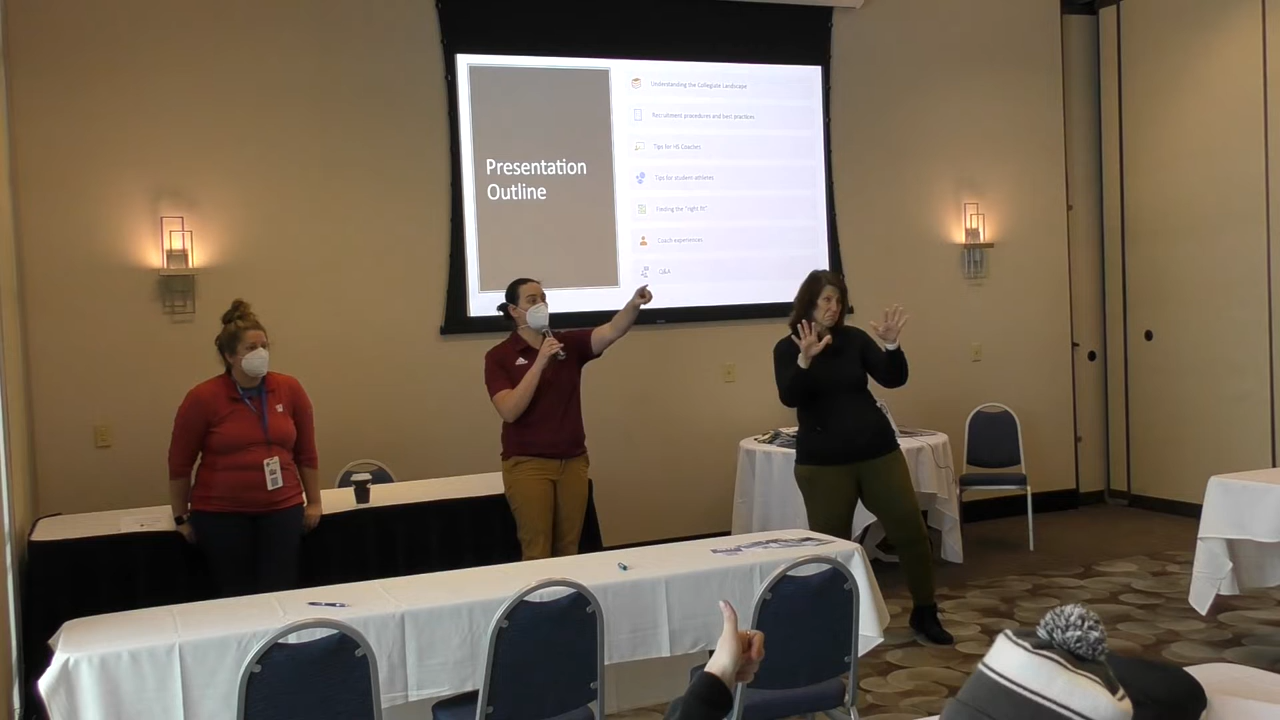 Presentation
Outline
Understanding the Collegiate Landscape
Recruitment procedures and best practices
Tips for HS Coaches
Tips for student athletes
Finding the "right fit"
Coach experiences
Q&A